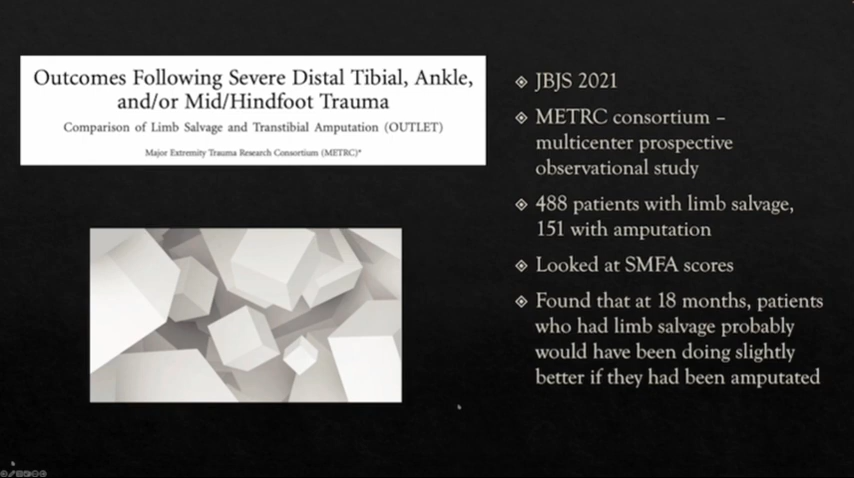 Outcomes Following Severe Distal Tibial, Ankle,
and/or Mid/Hindfoot Trauma
Comparison of Limb Salvage and Transtibial Amputation (OUTLET)
Major Extremity Trauma Research Consortium (METRC)*
JBJS 2021
METRC consortium –
multicenter prospective
observational study
488 patients with limb salvage,
151 with amputation
Looked at SMFA scores
Found that at 18 months, patients
who had limb salvage probably
would have been doing slightly
better if they had been amputated